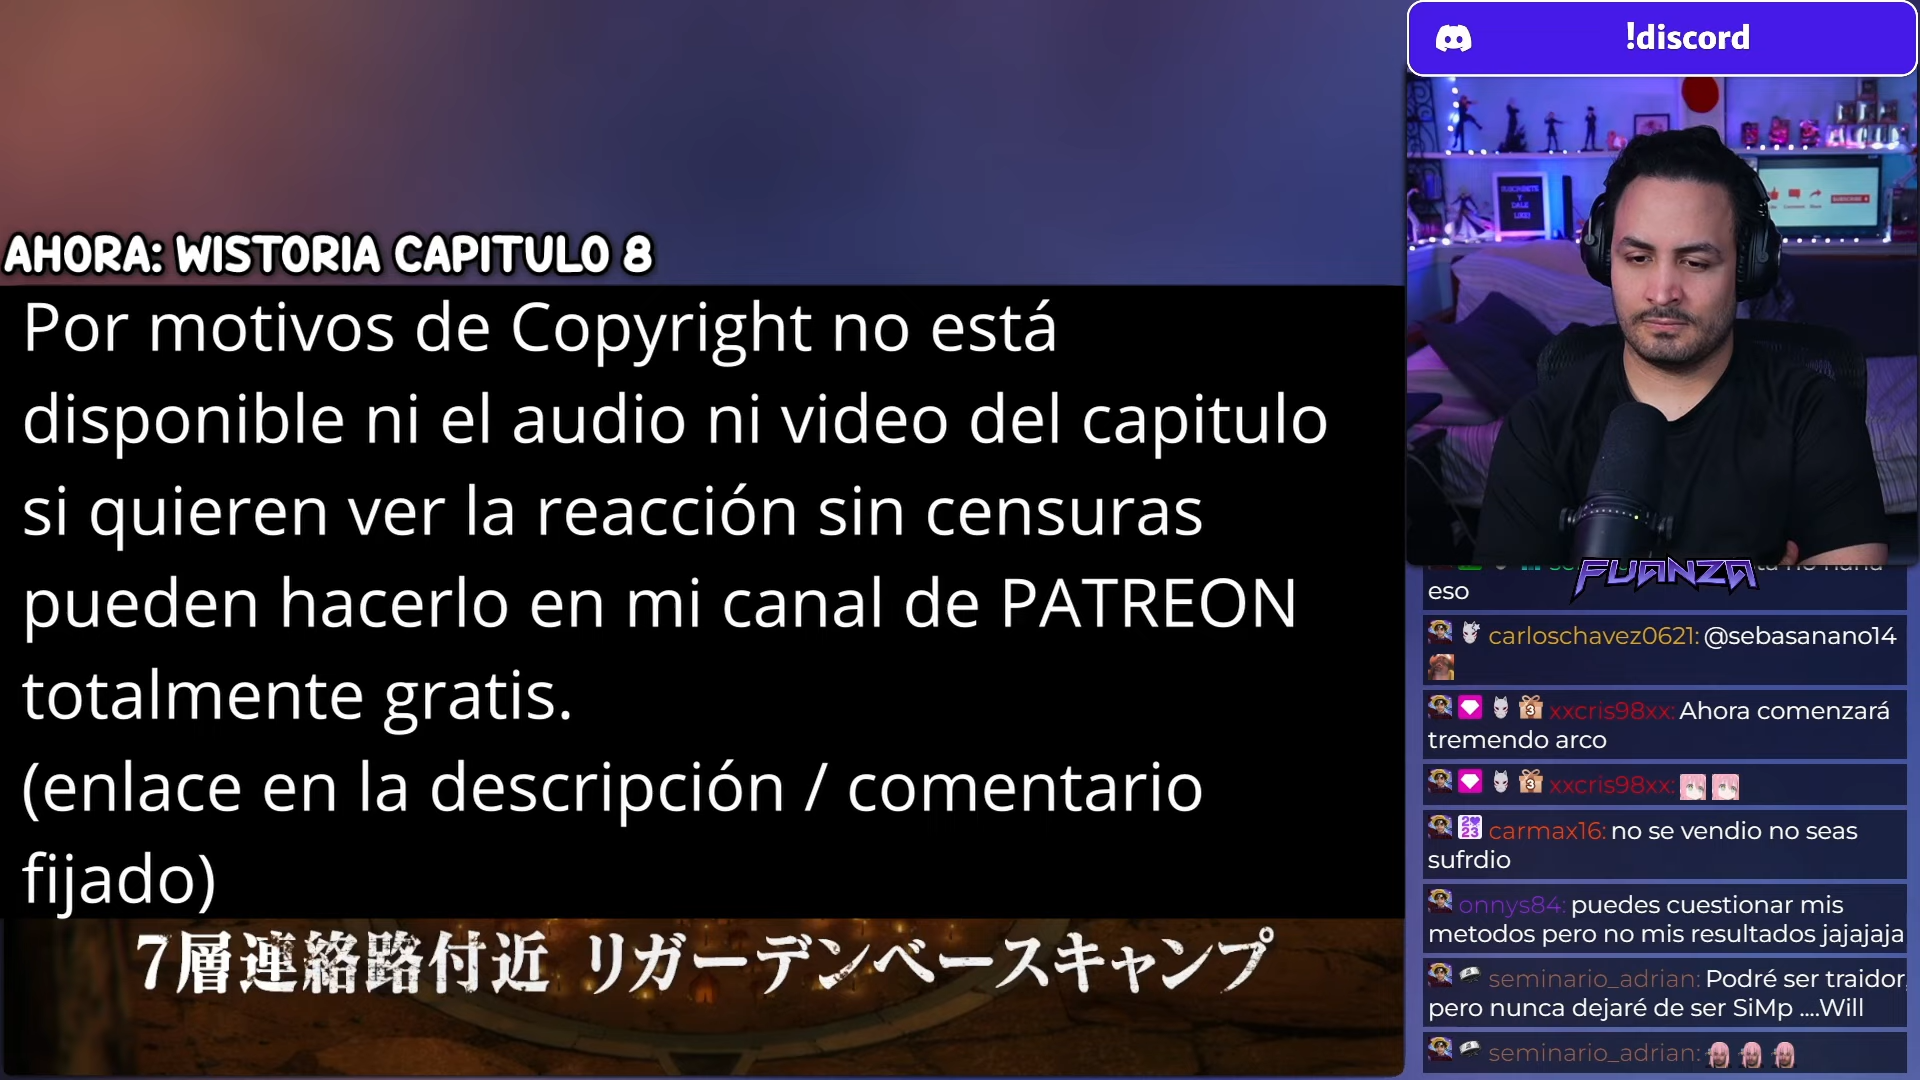 !discord
AHORA: WISTORIA CAPITULO 8
Por motivos de Copyright no está
disponible ni el audio ni video del capitulo
si quieren ver la reacción sin censuras
pueden hacerlo en mi canal de PATREON
totalmente gratis.
(enlace en la descripción / comentario
fijado)
7層連絡路付近 リガーデンベースキャンプ
SUSCRIBETE
Y
DALE
LIKE!
FUANZA
eso
carloschavez0621: @sebasanano14
xxcris98xx: Ahora comenzará
tremendo arco
xxcris98xx:
carmax16: no se vendio no seas
sufrdio
onnys84: puedes cuestionar mis
metodos pero no mis resultados jajajaja
seminario_adrian: Podré ser traidor,
pero nunca dejaré de ser SiMp ....Will
seminario_adrian: